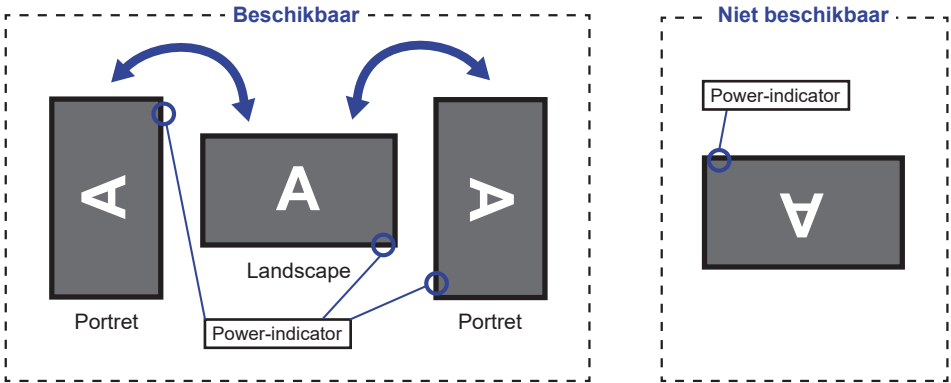 Beschikbaar
Niet beschikbaar
Power-indicator
A
A
A
A
Landscape
Portret
Portret
Power-indicator